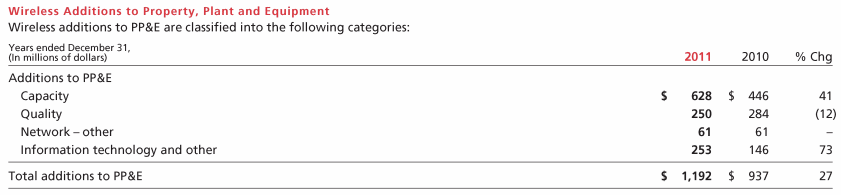 Wireless Additions to Property, Plant and Equipment
Wireless additions to PP&E are classified into the following categories:
Years ended December 31,
(In millions of dollars) 2011 2010 % Chg
Additions to PP&E
Capacity $ 628 $ 446 41
Quality 250 284 (12)
Network – other 61 61 –
Information technology and other 253 146 73
Total additions to PP&E $ 1,192 $ 937 27